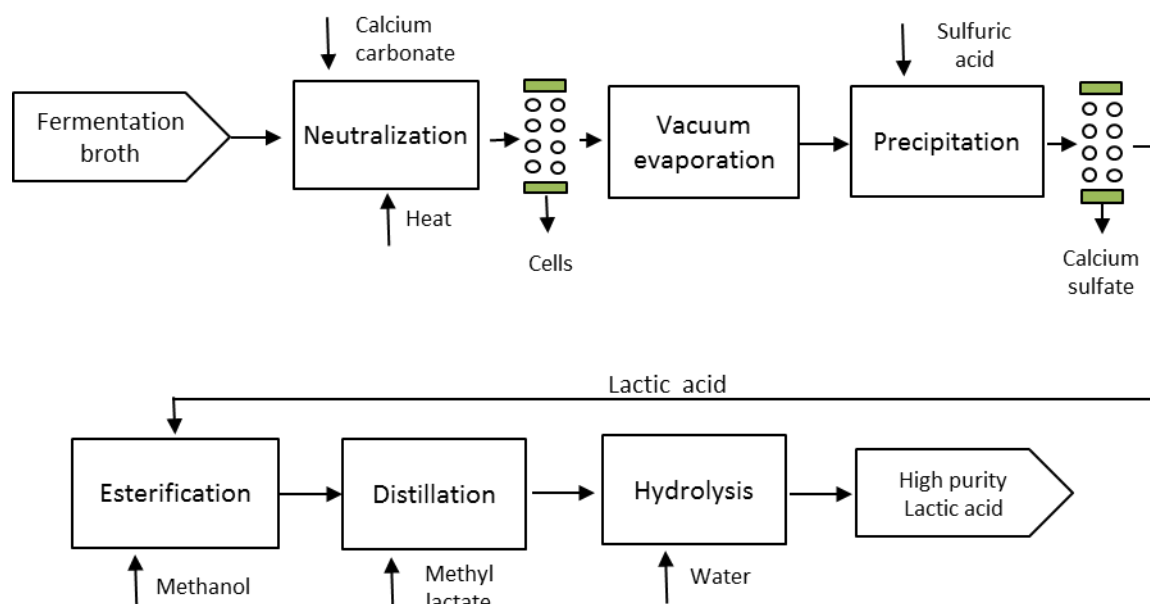 Calcium
carbonate
Sulfuric
acid
Fermentation
broth
Neutralization
Vacuum
evaporation
Precipitation
Heat
Cells
Calcium
sulfate
Lactic acid
Esterification
Distillation
Hydrolysis
High purity
Lactic acid
Methanol
Methyl
lactate
Water